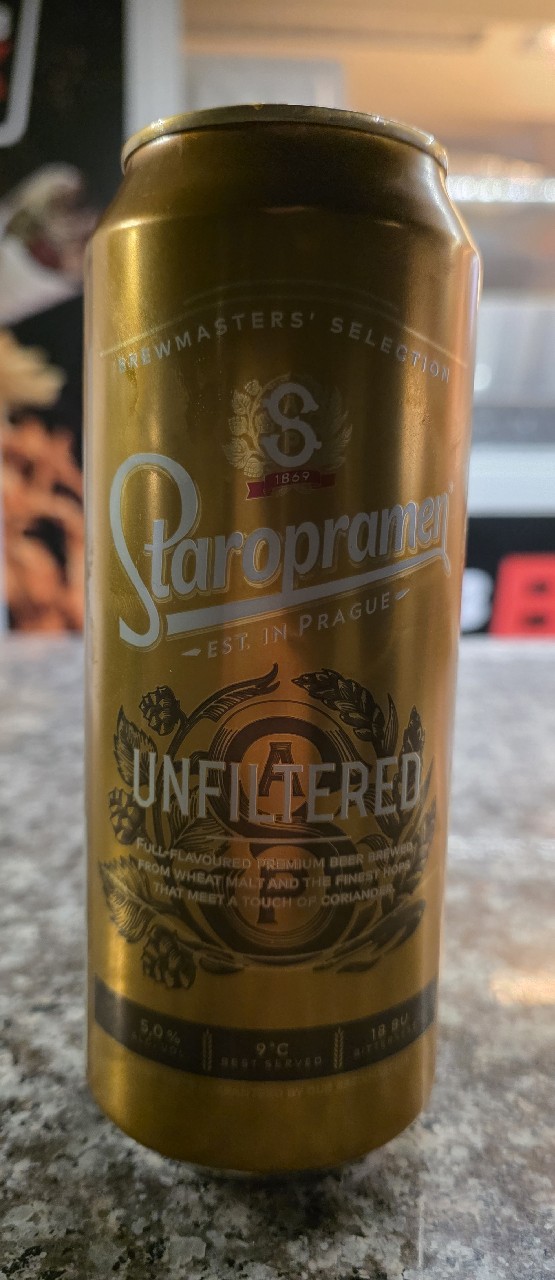 BREWMASTERS' SELECTION
S
1869
Staropramen
EST. IN PRAGUE
A
UNFILTERED
FULL-FLAVOURED PREMIUM BEER BREWED
FROM WHEAT MALT AND THE FINEST HOPS
THAT MEET A TOUCH OF CORIANDER
P
5,0% 9°C 18 BU
BEST SERVED